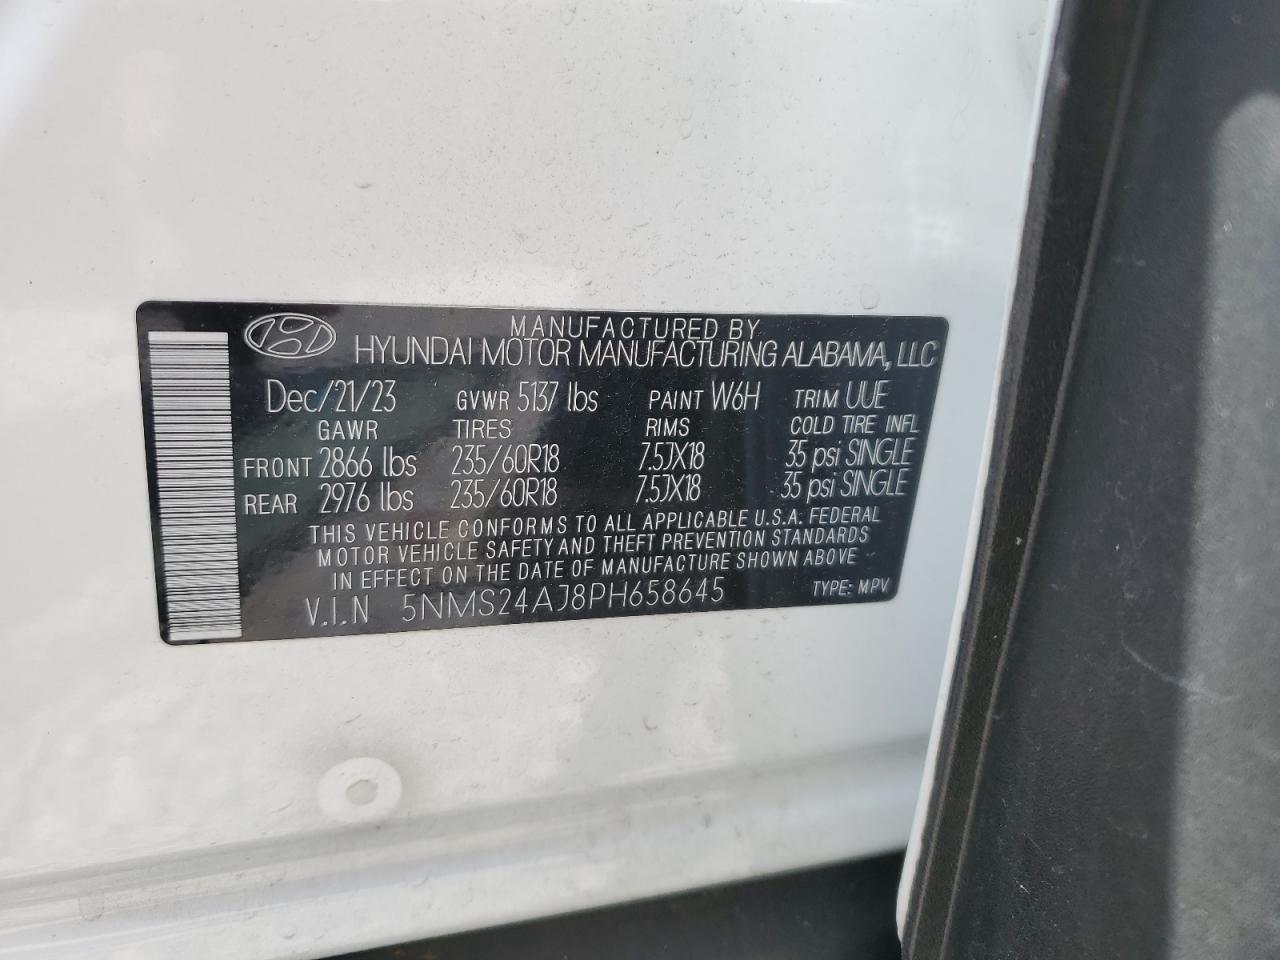 MANUFACTURED BY
HYUNDAI MOTOR MANUFACTURING ALABAMA, LLC
Dec/21/23 GVWR 5137 lbs PAINT W6H TRIM UUE
GAWR TIRES RIMS COLD TIRE INFL
FRONT 2866 lbs 235/60R18 7.5JX18 35 psi SINGLE
REAR 2976 lbs 235/60R18 7.5JX18 35 psi SINGLE
THIS VEHICLE CONFORMS TO ALL APPLICABLE U.S.A. FEDERAL
MOTOR VEHICLE SAFETY AND THEFT PREVENTION STANDARDS
IN EFFECT ON THE DATE OF MANUFACTURE SHOWN ABOVE
V.I.N 5NMS24AJ8PH658645 TYPE: MPV